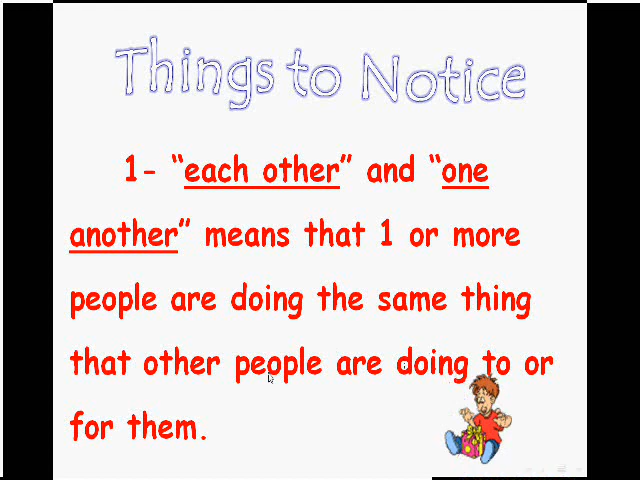 Things to Notice
1- “each other” and “one
another” means that 1 or more
people are doing the same thing
that other people are doing to or
for them.